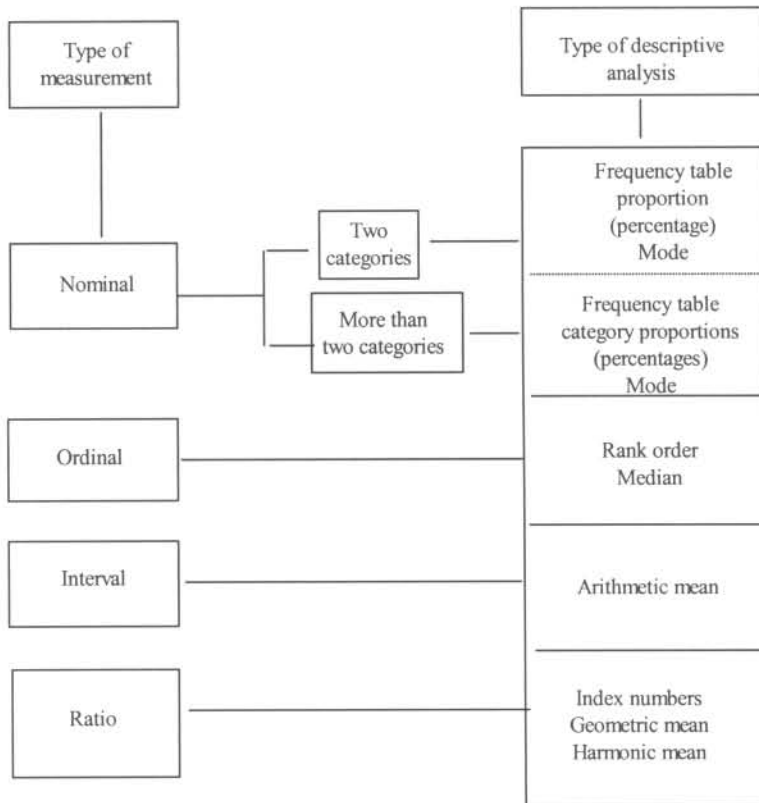 Type of
measurement
Type of descriptive
analysis
Frequency table
proportion
(percentage)
Mode
Two
categories
Nominal
More than
two categories
Frequency table
category proportions
(percentages)
Mode
Ordinal
Rank order
Median
Interval
Arithmetic mean
Ratio
Index numbers
Geometric mean
Harmonic mean